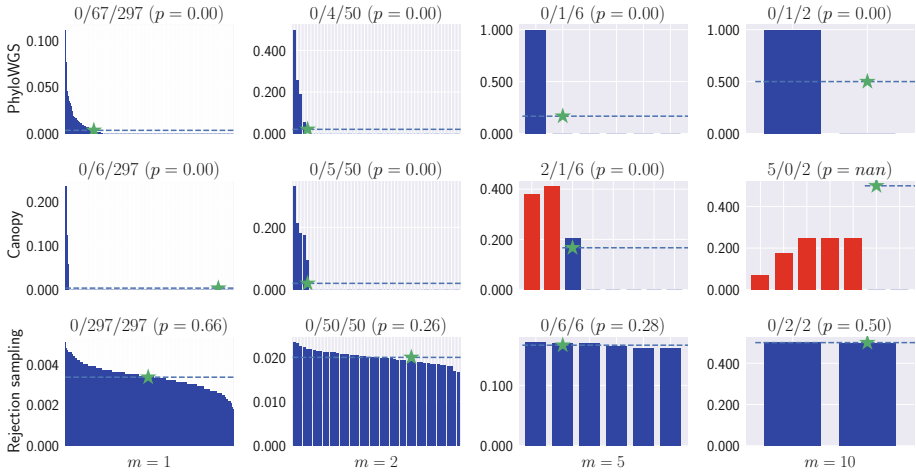 0/67/297 (p = 0.00)
0/4/50 (p = 0.00)
0/1/6 (p = 0.00)
0/1/2 (p = 0.00)
PhyloWGS
0.100
0.050
0.000
0.400
0.200
0.000
1.000
0.500
0.000
1.000
0.500
0.000
0/6/297 (p = 0.00)
0/5/50 (p = 0.00)
2/1/6 (p = 0.00)
5/0/2 (p = nan)
Canopy
0.200
0.100
0.000
0.200
0.000
0.400
0.200
0.000
0.400
0.200
0.000
0/297/297 (p = 0.66)
0/50/50 (p = 0.26)
0/6/6 (p = 0.28)
0/2/2 (p = 0.50)
Rejection sampling
0.004
0.002
0.000
0.020
0.010
0.000
0.100
0.000
0.400
0.200
0.000
m = 1
m = 2
m = 5
m = 10